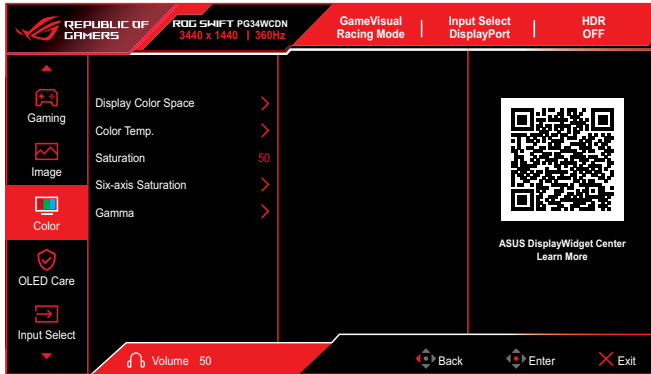 REPUBLIC OF
GAMERS
ROG SWIFT PG34WCDN
3440 x 1440 | 360Hz
GameVisual
Racing Mode
Input Select
DisplayPort
HDR
OFF
Gaming
Image
Color
OLED Care
Input Select
Display Color Space
Color Temp.
Saturation 50
Six-axis Saturation
Gamma
ASUS DisplayWidget Center
Learn More
Volume 50
Back
Enter
Exit